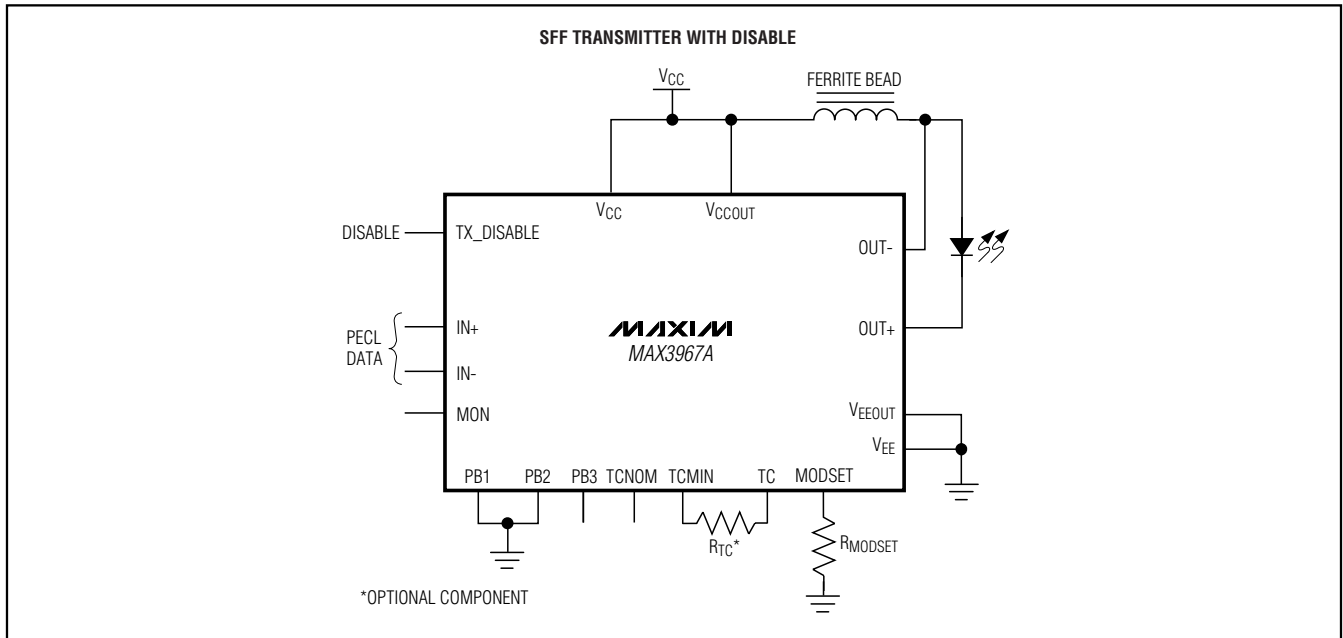 SFF TRANSMITTER WITH DISABLE
VCC
FERRITE BEAD
VCC
VCCOUT
DISABLE
TX_DISABLE
OUT-
IN+
MAXIM
OUT+
PECL
DATA
MAX3967A
IN-
MON
VEEOUT
VEE
PB1 PB2 PB3 TCNOM TCMIN TC MODSET
RTC*
RMODSET
*OPTIONAL COMPONENT